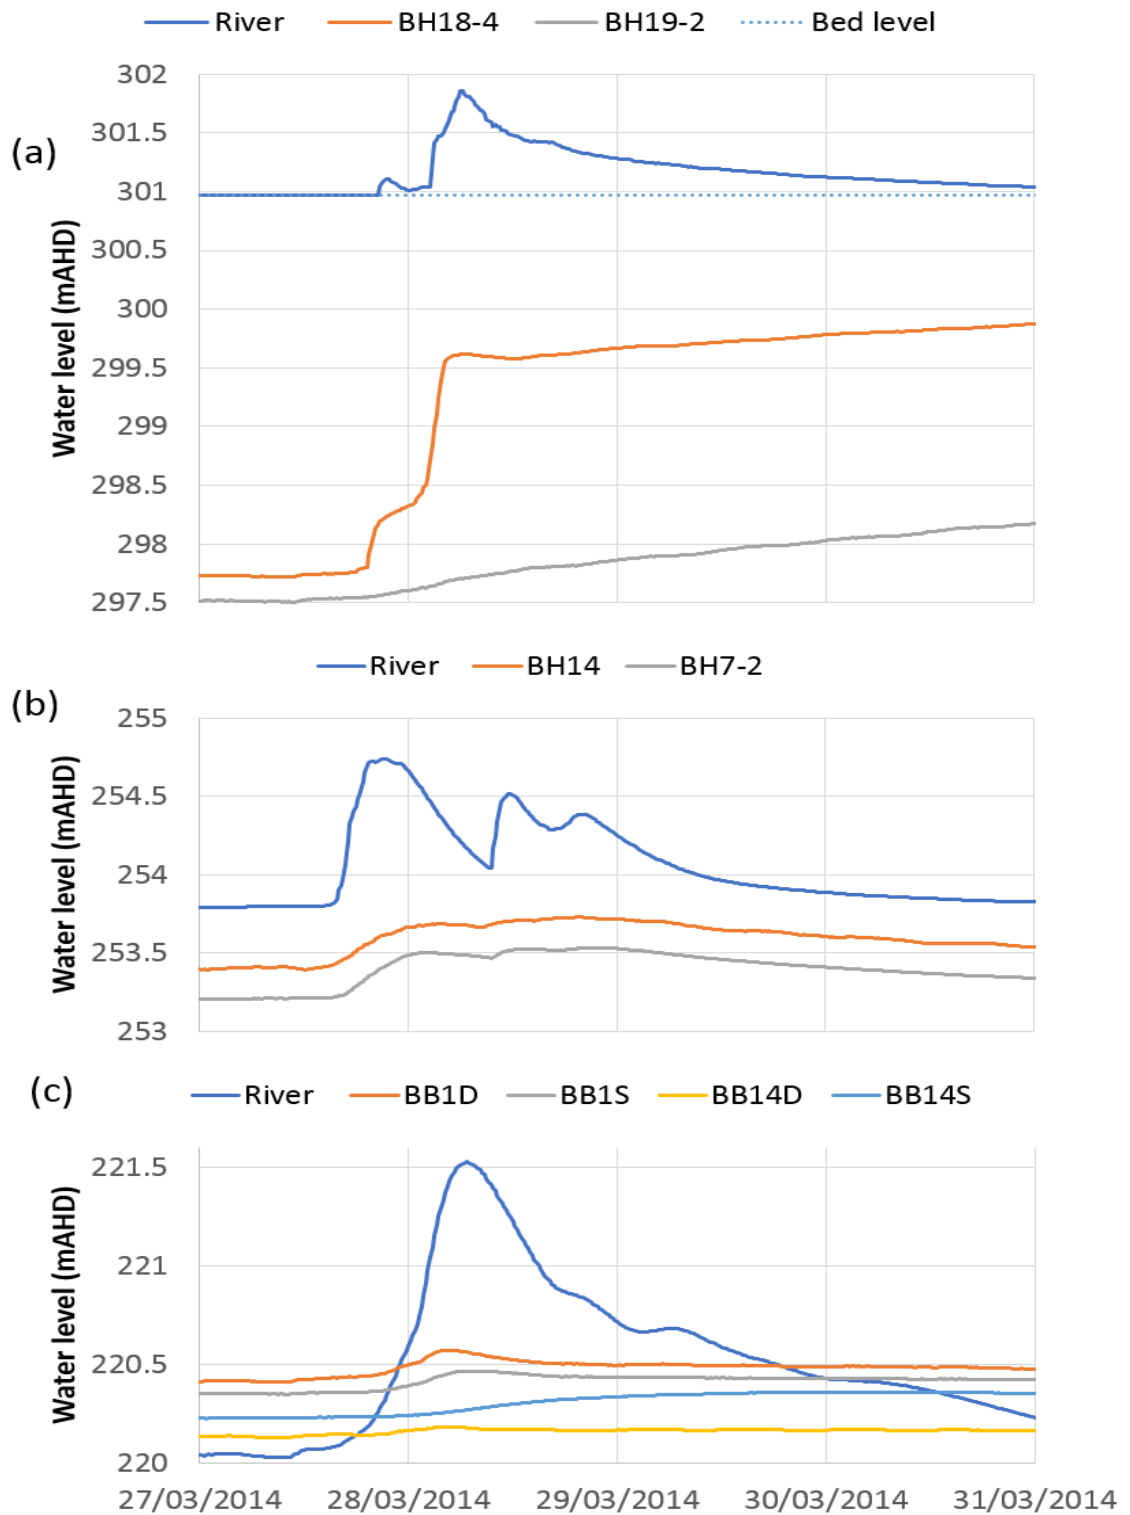 River BH18-4 BH19-2 Bed level
(a)
Water level (mAHD)
302
301.5
301
300.5
300
299.5
299
298.5
298
297.5
River BH14 BH7-2
(b)
Water level (mAHD)
255
254.5
254
253.5
253
(c)
River BB1D BB1S BB14D BB14S
Water level (mAHD)
221.5
221
220.5
220
27/03/2014 28/03/2014 29/03/2014 30/03/2014 31/03/2014